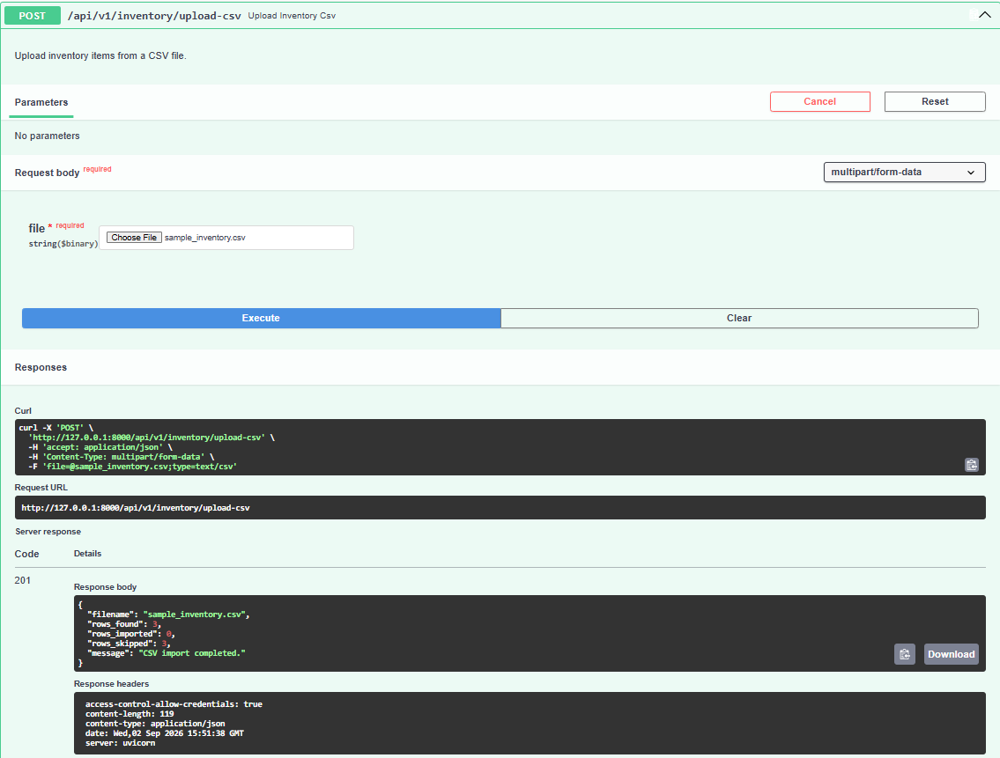 POST /api/v1/inventory/upload-csv Upload Inventory Csv
Upload inventory items from a CSV file.
Parameters Cancel Reset
No parameters
Request body required multipart/form-data
file * required
string($binary) Choose File sample_inventory.csv
Execute Clear
Responses
Curl
curl -X 'POST' \
'http://127.0.0.1:8000/api/v1/inventory/upload-csv' \
-H 'accept: application/json' \
-H 'Content-Type: multipart/form-data' \
-F 'file=@sample_inventory.csv;type=text/csv'
Request URL
http://127.0.0.1:8000/api/v1/inventory/upload-csv
Server response
Code Details
201
Response body
{
"filename": "sample_inventory.csv",
"rows_found": 3,
"rows_imported": 0,
"rows_skipped": 3,
"message": "CSV import completed."
}
Download
Response headers
access-control-allow-credentials: true
content-length: 119
content-type: application/json
date: Wed,02 Sep 2026 15:51:38 GMT
server: uvicorn